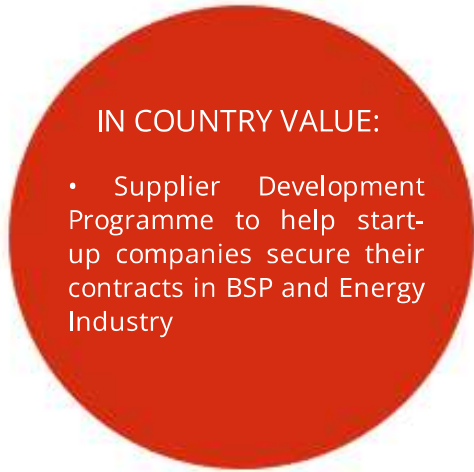 IN COUNTRY VALUE:
• Supplier Development
Programme to help start-
up companies secure their
contracts in BSP and Energy
Industry